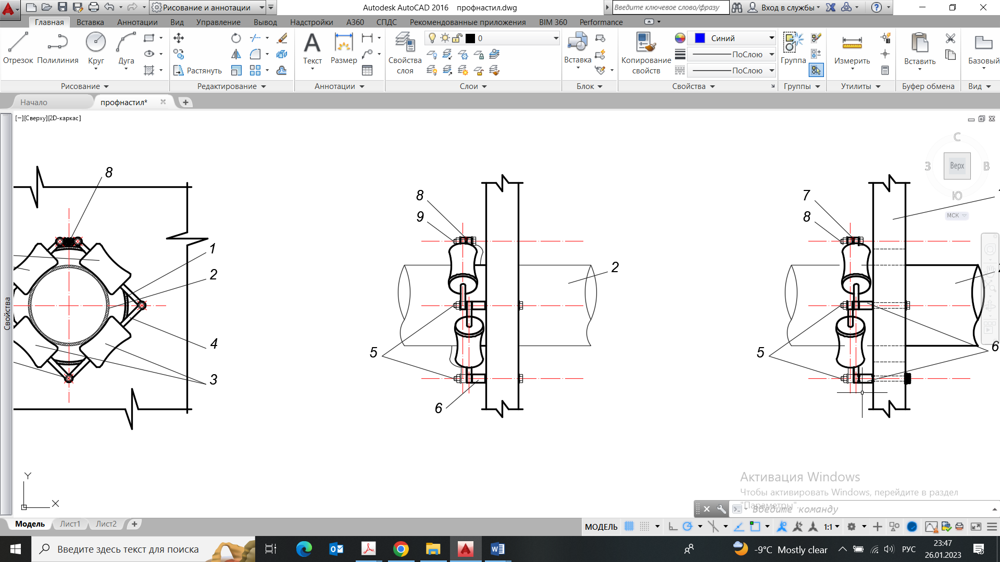 Рисование и аннотации
Autodesk AutoCAD 2016 профнастил.dwg
Введите ключевое слово/фразу
Вход в службы
Главная Вставка Аннотации Вид Управление Вывод Надстройки A360 СПДС Рекомендованные приложения BIM 360 Performance
Отрезок Полилиния Круг Дуга
Растянуть
Текст Размер
Свойства слоя
0
Вставка
Копирование свойств
Синий
ПоСлою
ПоСлою
Группа
Измерить
Вставить
Базовый
Рисование Редактирование Аннотации Слои Блок Свойства Группы Утилиты Буфер обмена Вид
Начало профнастил*
[−][Сверху][2D-каркас]
Свойства
С
З Верх В
Ю
МСК
8
1
2
4
3
8
9
2
5
6
7
8
5
6
Y
X
Активация Windows
Чтобы активировать Windows, перейдите в раздел
"Параметры".
Введите команду
Модель Лист1 Лист2
МОДЕЛЬ 1:1
Введите здесь текст для поиска
-9°C Mostly clear
РУС
23:47
26.01.2023